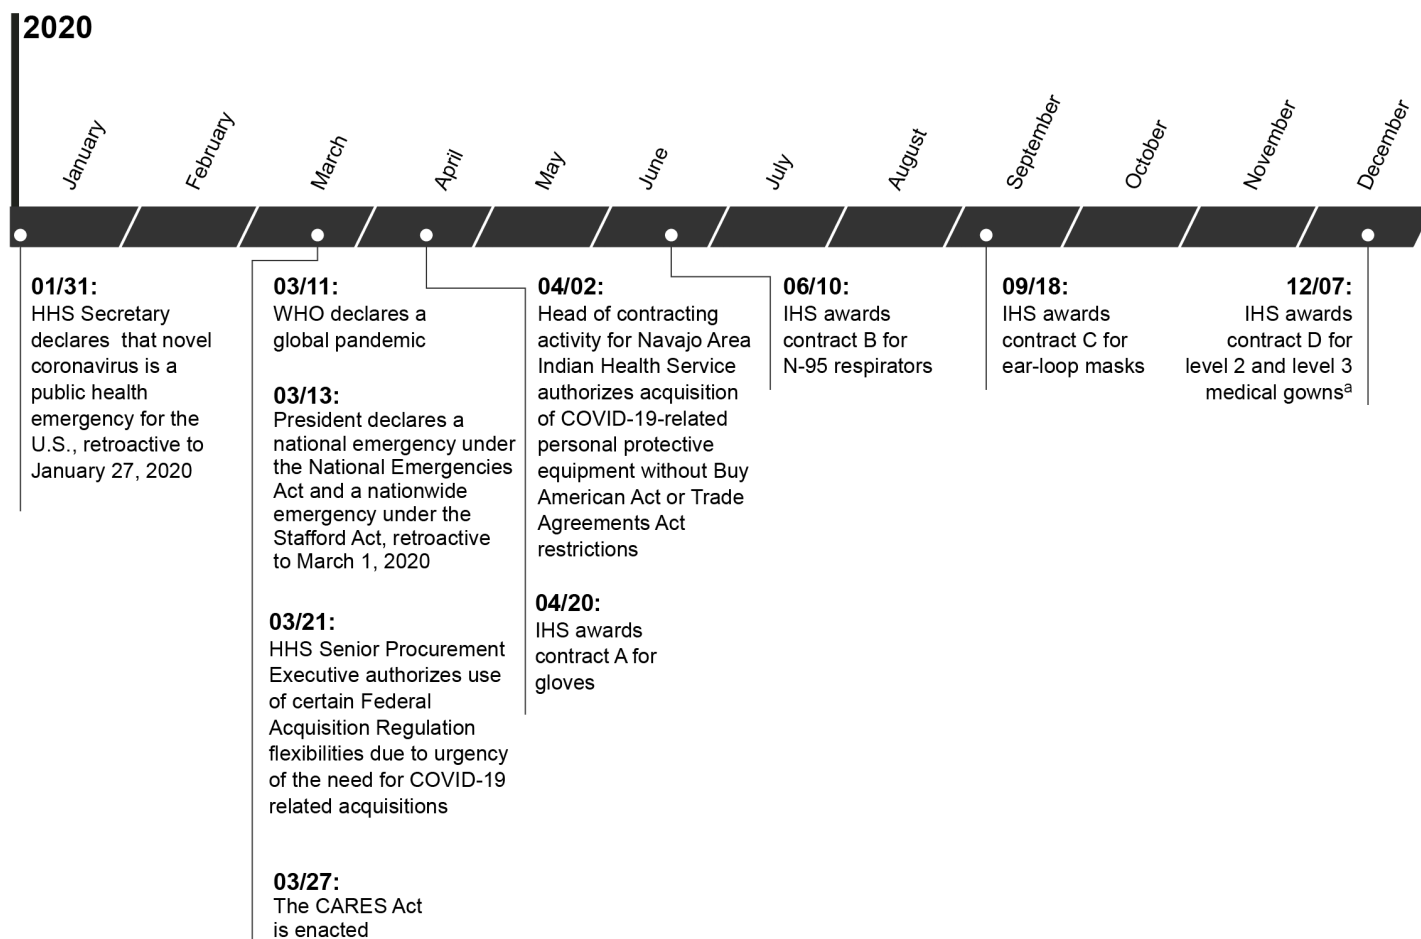 2020
January
February
March
April
May
June
July
August
September
October
November
December
01/31:
HHS Secretary
declares that novel
coronavirus is a
public health
emergency for the
U.S., retroactive to
January 27, 2020
03/11:
WHO declares a
global pandemic
03/13:
President declares a
national emergency under
the National Emergencies
Act and a nationwide
emergency under the
Stafford Act, retroactive
to March 1, 2020
03/21:
HHS Senior Procurement
Executive authorizes use
of certain Federal
Acquisition Regulation
flexibilities due to urgency
of the need for COVID-19
related acquisitions
03/27:
The CARES Act
is enacted
04/02:
Head of contracting
activity for Navajo Area
Indian Health Service
authorizes acquisition
of COVID-19-related
personal protective
equipment without Buy
American Act or Trade
Agreements Act
restrictions
04/20:
IHS awards
contract A for
gloves
06/10:
IHS awards
contract B for
N-95 respirators
09/18:
IHS awards
contract C for
ear-loop masks
12/07:
IHS awards
contract D for
level 2 and level 3
medical gownsa